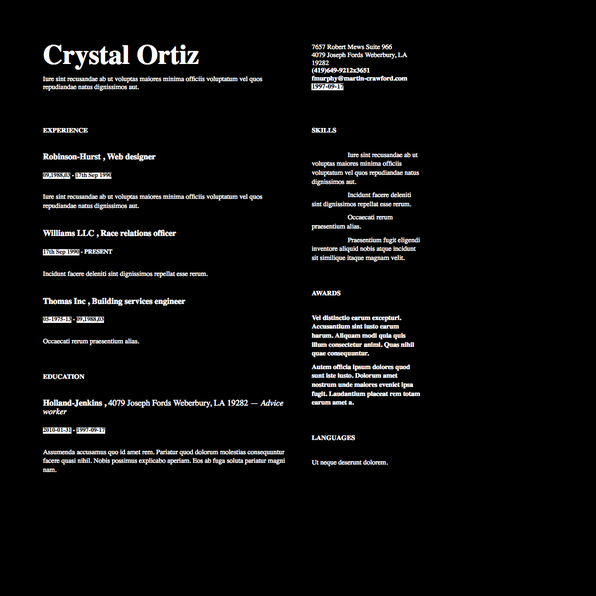 Crystal Ortiz
Iure sint recusandae ab ut voluptas maiores minima officiis voluptatum vel quos
repudiandae natus dignissimos aut.
7657 Robert Mews Suite 966
4079 Joseph Fords Weberbury, LA
19282
(419)649-9212x3651
fmurphy@martin-crawford.com
1997-09-17
EXPERIENCE
Robinson-Hurst , Web designer
09,1988,03 - 17th Sep 1990
Iure sint recusandae ab ut voluptas maiores minima officiis voluptatum vel quos
repudiandae natus dignissimos aut.
Williams LLC , Race relations officer
17th Sep 1990 - PRESENT
Incidunt facere deleniti sint dignissimos repellat esse rerum.
Thomas Inc , Building services engineer
05-1975-13 - 09,1988,03
Occaecati rerum praesentium alias.
EDUCATION
Holland-Jenkins , 4079 Joseph Fords Weberbury, LA 19282 — Advice
worker
2010-01-31 - 1997-09-17
Assumenda accusamus quo id amet rem. Pariatur quod dolorum molestias consequuntur
facere quasi nihil. Nobis possimus explicabo aperiam. Eos ab fuga soluta pariatur magni
nam.
SKILLS
Iure sint recusandae ab ut
voluptas maiores minima officiis
voluptatum vel quos repudiandae natus
dignissimos aut.
Incidunt facere deleniti
sint dignissimos repellat esse rerum.
Occaecati rerum
praesentium alias.
Praesentium fugit eligendi
inventore aliquid nobis atque incidunt
sit similique itaque magnam velit.
AWARDS
Vel distinctio earum excepturi.
Accusantium sint iusto earum
harum. Aliquam modi quia quis
illum consectetur animi. Quas nihil
quae consequuntur.
Autem officia ipsum dolores quod
sunt iste iusto. Dolorum amet
nostrum unde maiores eveniet ipsa
fugit. Laudantium placeat rem totam
earum amet a.
LANGUAGES
Ut neque deserunt dolorem.